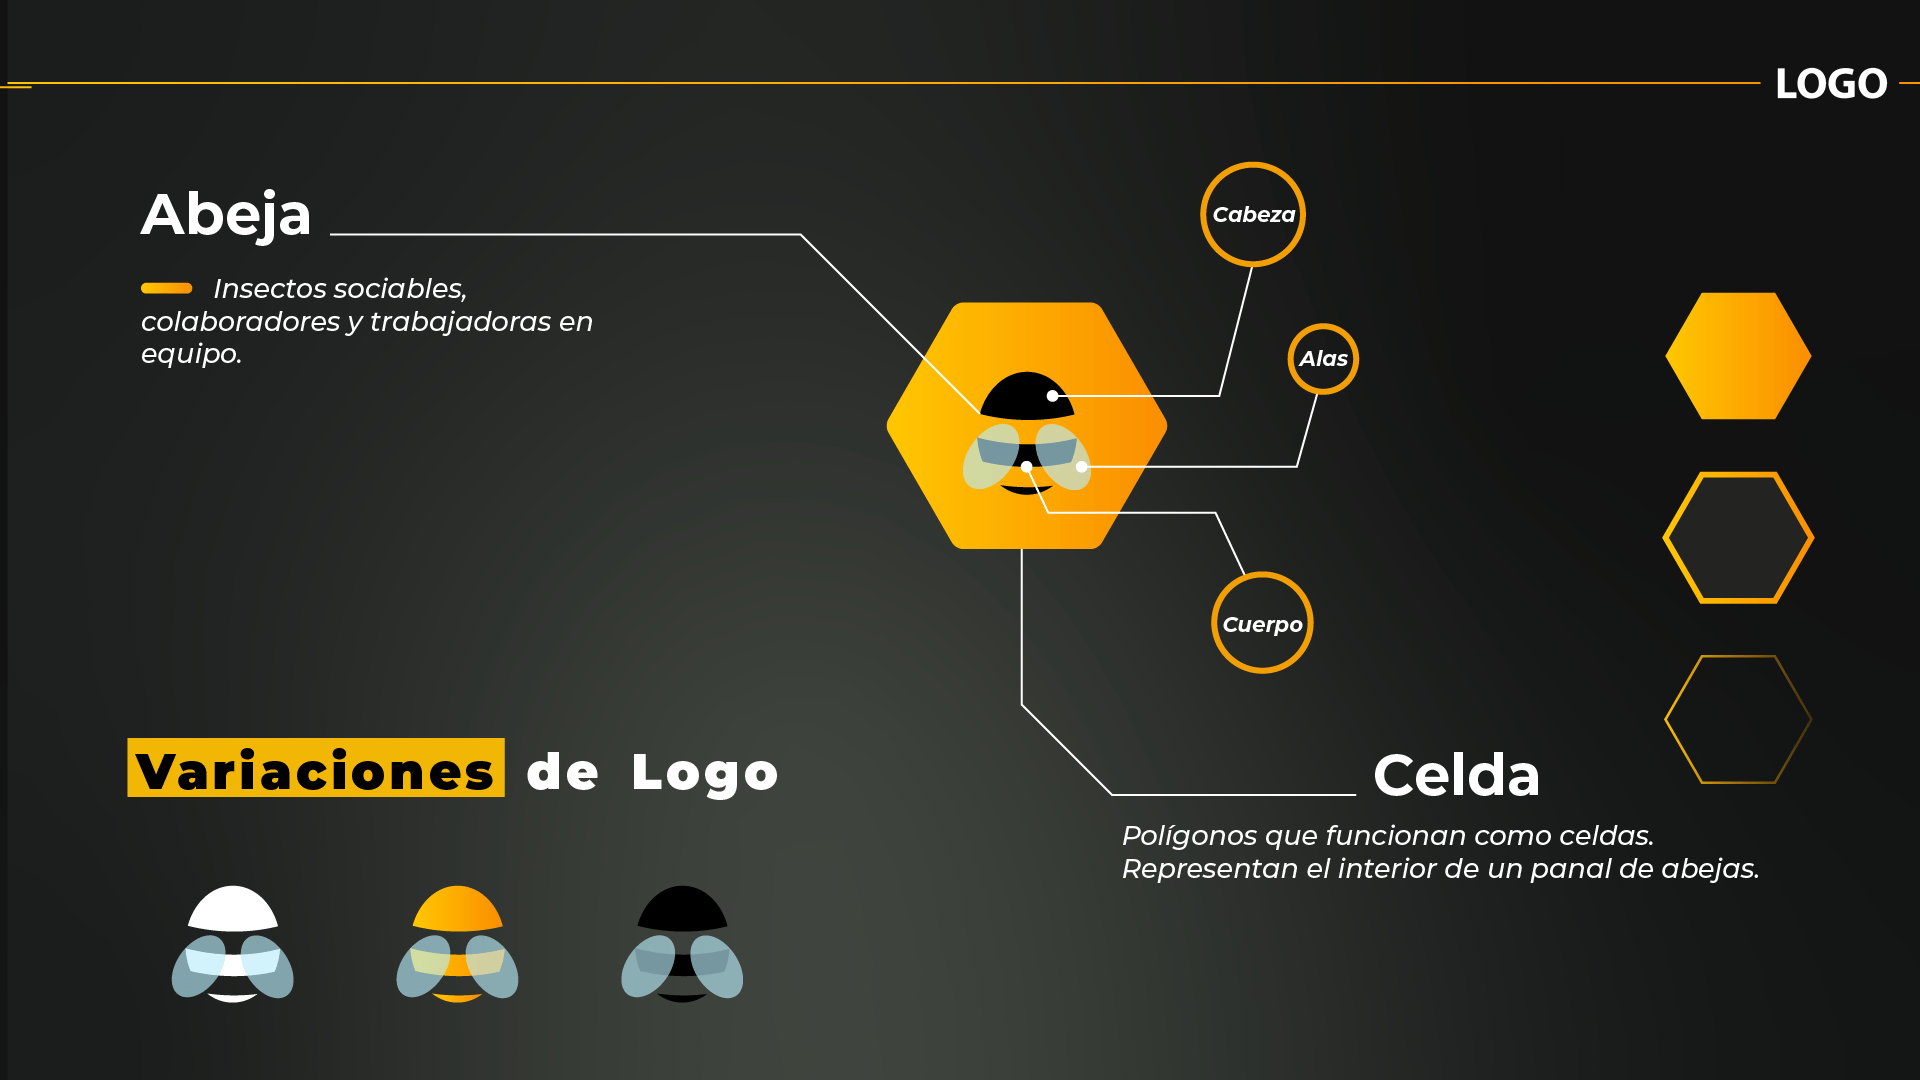 LOGO
Abeja
Insectos sociables,
colaboradores y trabajadoras en
equipo.
Cabeza
Alas
Cuerpo
Variaciones de Logo
Celda
Polígonos que funcionan como celdas.
Representan el interior de un panal de abejas.